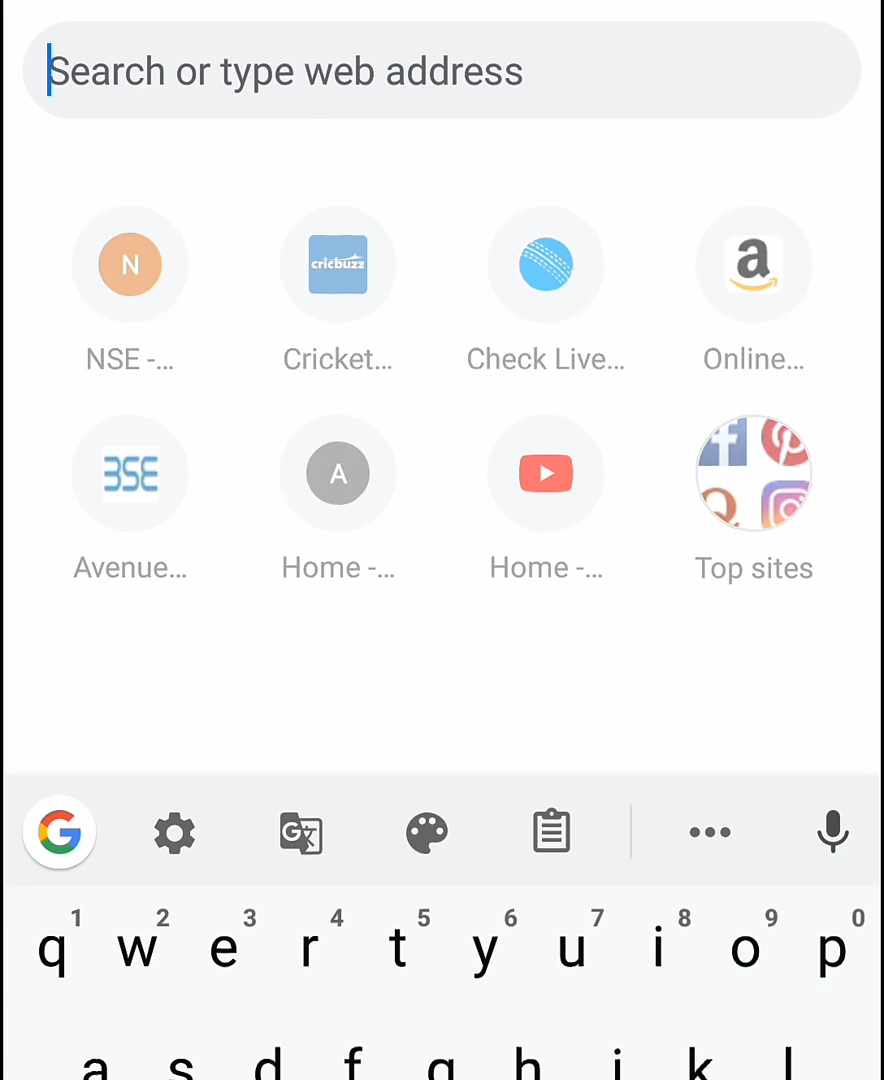 Search or type web address
N
cricbuzz
a
NSE -...
Cricket...
Check Live...
Online...
BSE
A
Avenue...
Home -...
Home -...
Top sites
G
1 2 3 4 5 6 7 8 9 0
q w e r t y u i o p
a s d f g h j k l